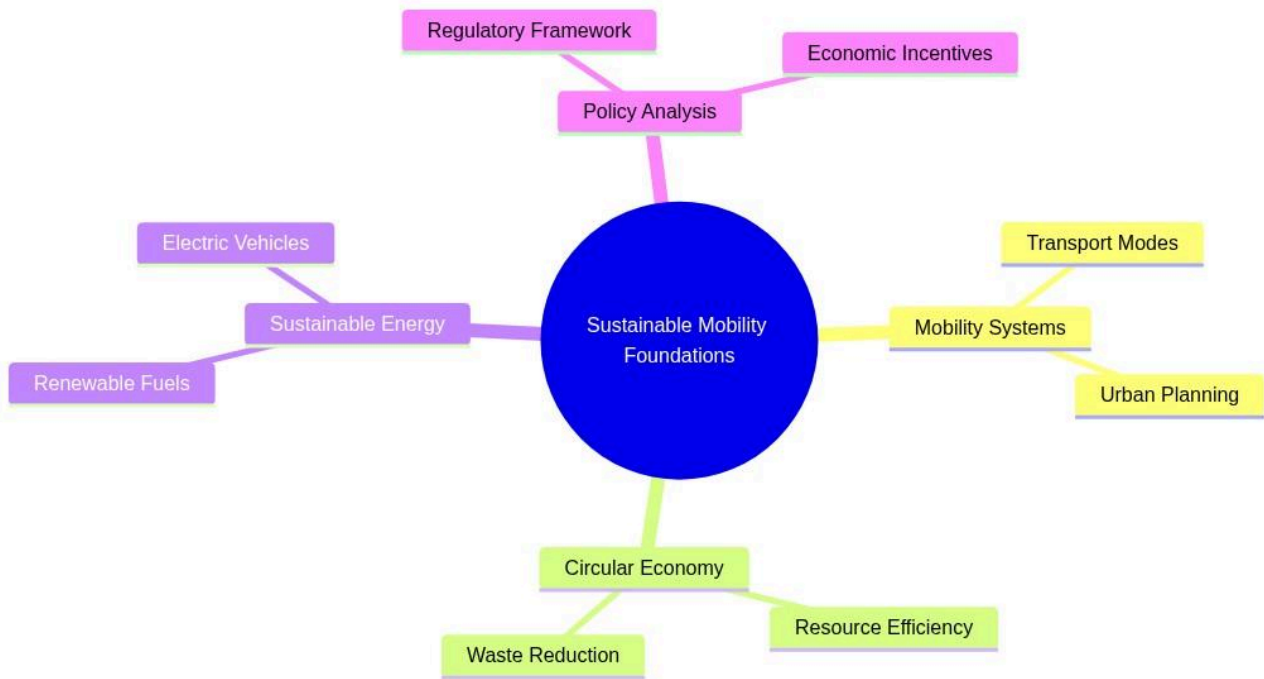 Regulatory Framework
Economic Incentives
Policy Analysis
Electric Vehicles
Transport Modes
Sustainable Energy
Sustainable Mobility
Foundations
Mobility Systems
Renewable Fuels
Urban Planning
Circular Economy
Resource Efficiency
Waste Reduction